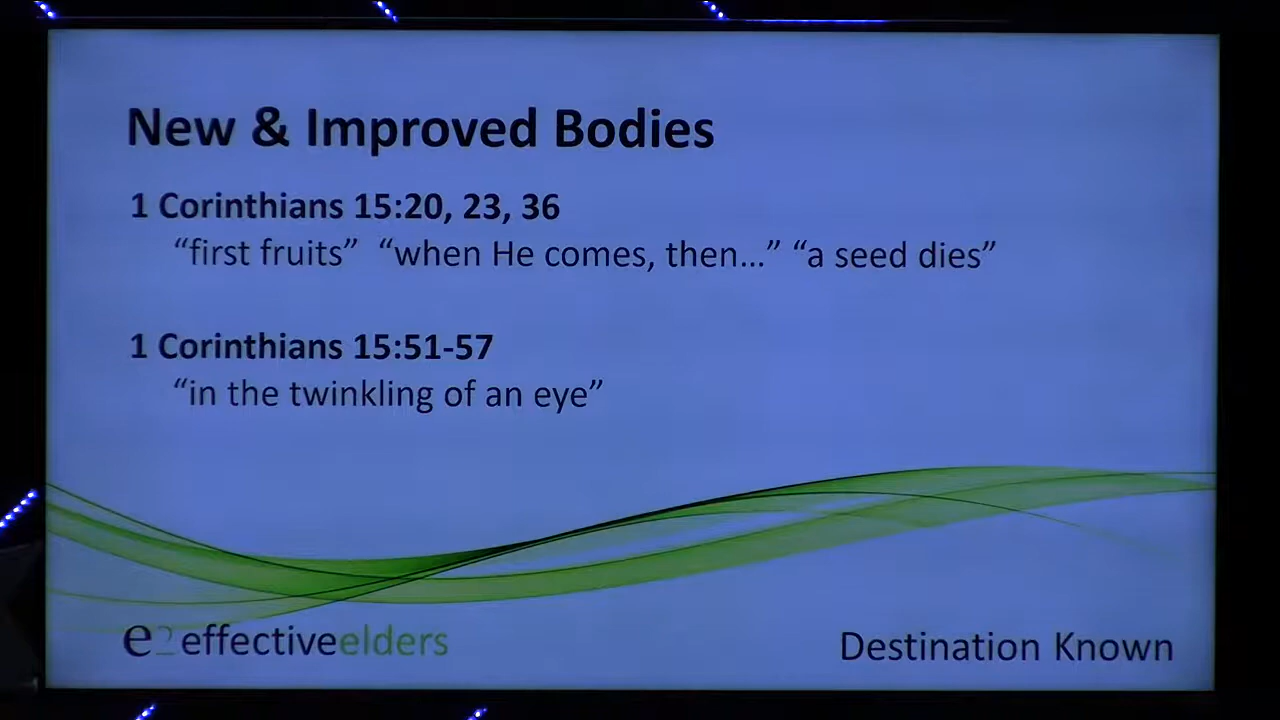 New & Improved Bodies
1 Corinthians 15:20, 23, 36
“first fruits” “when He comes, then…” “a seed dies”
1 Corinthians 15:51-57
“in the twinkling of an eye”
e2 effectiveelders
Destination Known